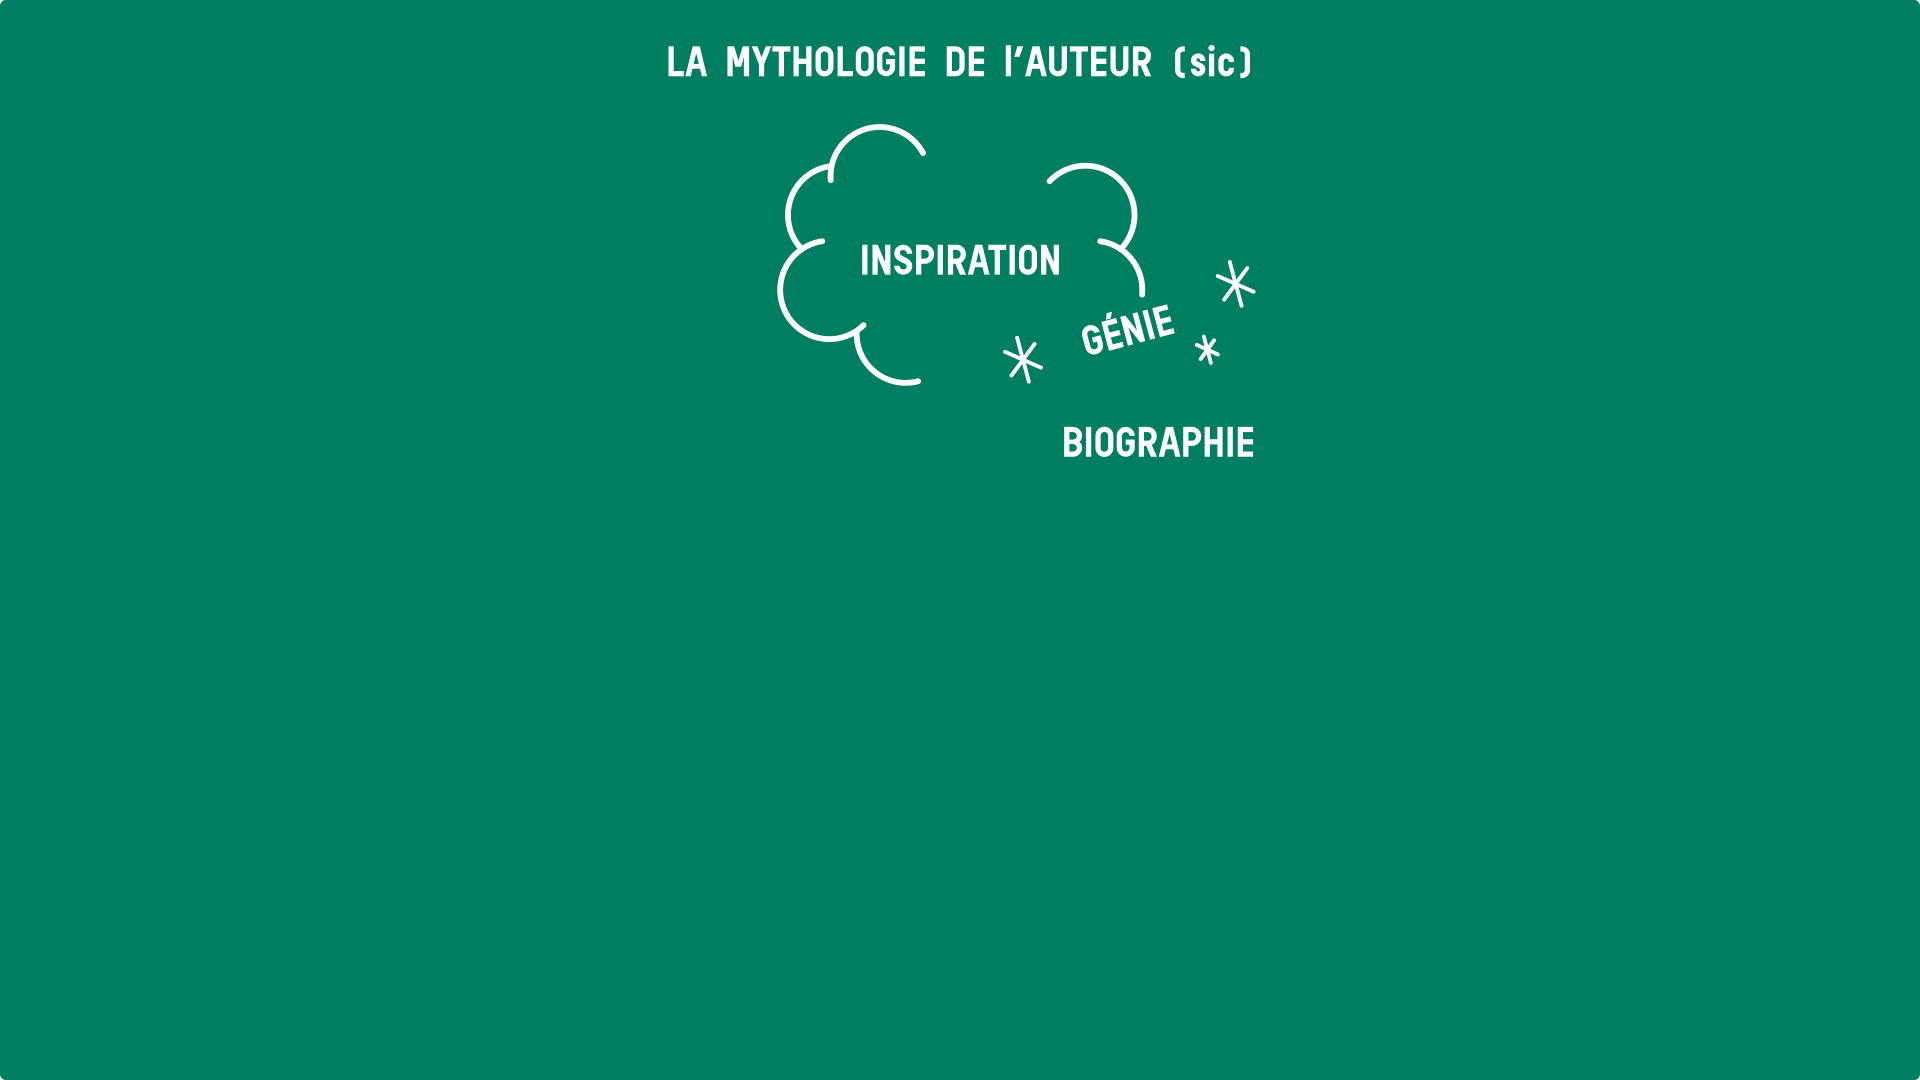 LA MYTHOLOGIE DE l’AUTEUR (sic)
INSPIRATION
GÉNIE
BIOGRAPHIE